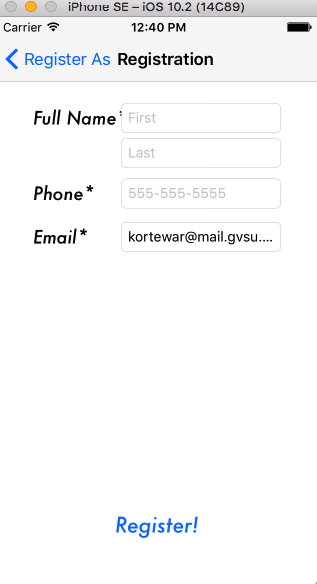 iPhone SE – iOS 10.2 (14C89)
Carrier 12:40 PM
Register As Registration
Full Name* First
Last
Phone* 555-555-5555
Email* kortewar@mail.gvsu....
Register!